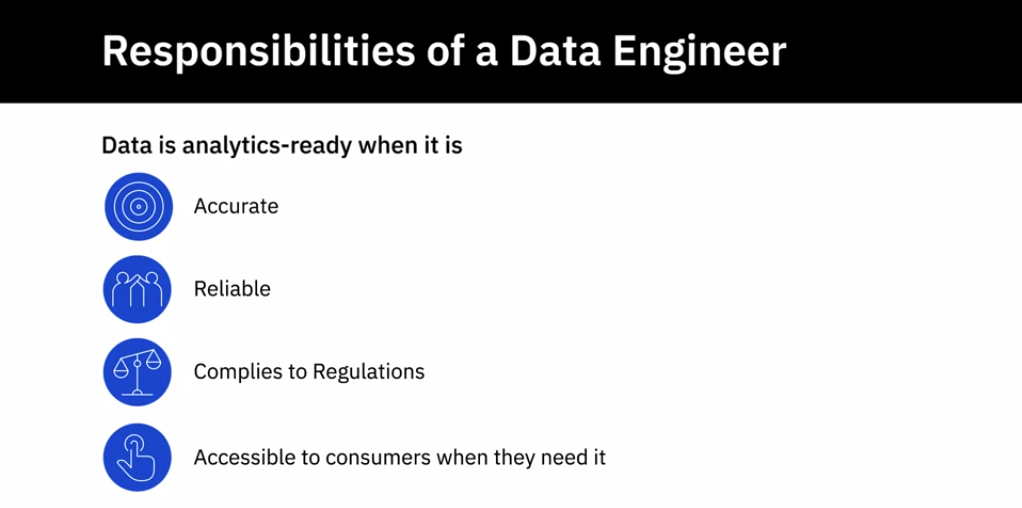 Responsibilities of a Data Engineer
Data is analytics-ready when it is
Accurate
Reliable
Complies to Regulations
Accessible to consumers when they need it